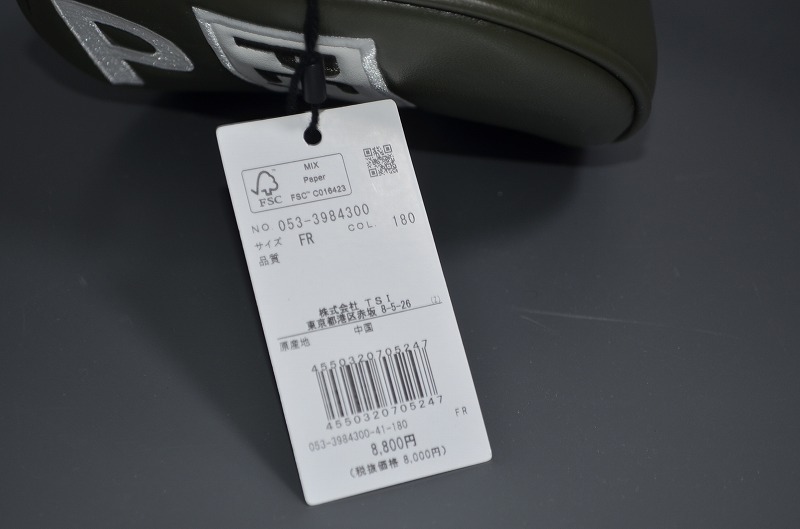 MIX
Paper
FSC
FSC™ C016423
NO 053-3984300
COL. 180
サイズ FR
品質
株式会社 TSI
東京都港区赤坂 8-5-26
原産地 中国
4550320705247
4550320705247
FR
053-3984300-41-180
8,800円
(税抜価格 8,000円)